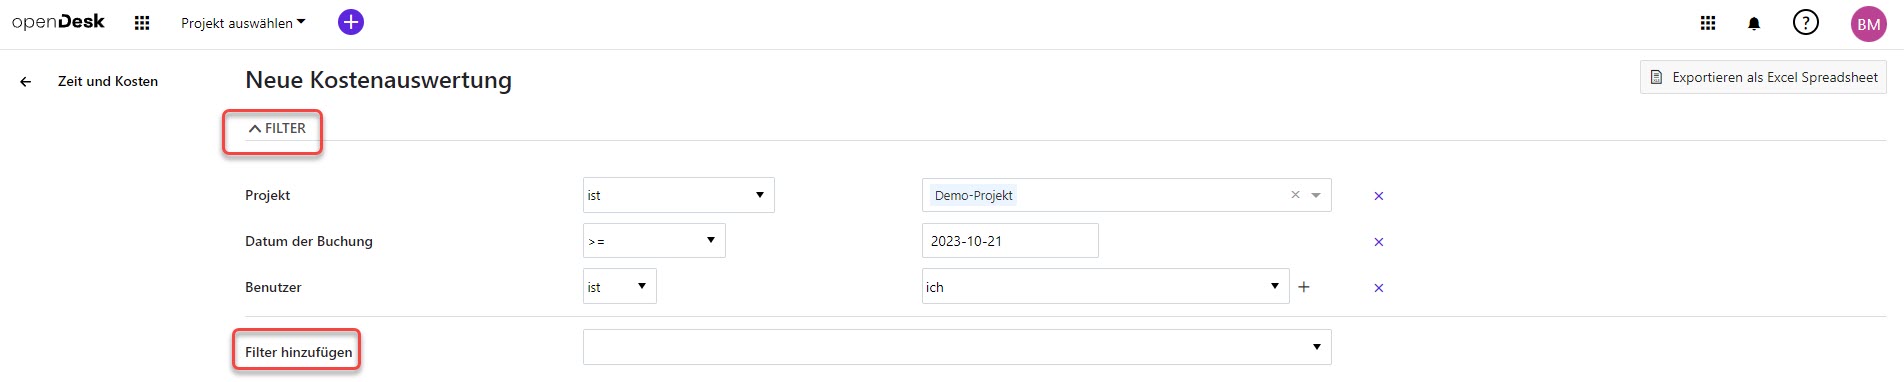 openDesk Projekt auswählen BM
Zeit und Kosten
Neue Kostenauswertung
Exportieren als Excel Spreadsheet
FILTER
Projekt ist Demo-Projekt
Datum der Buchung >= 2023-10-21
Benutzer ist ich
Filter hinzufügen